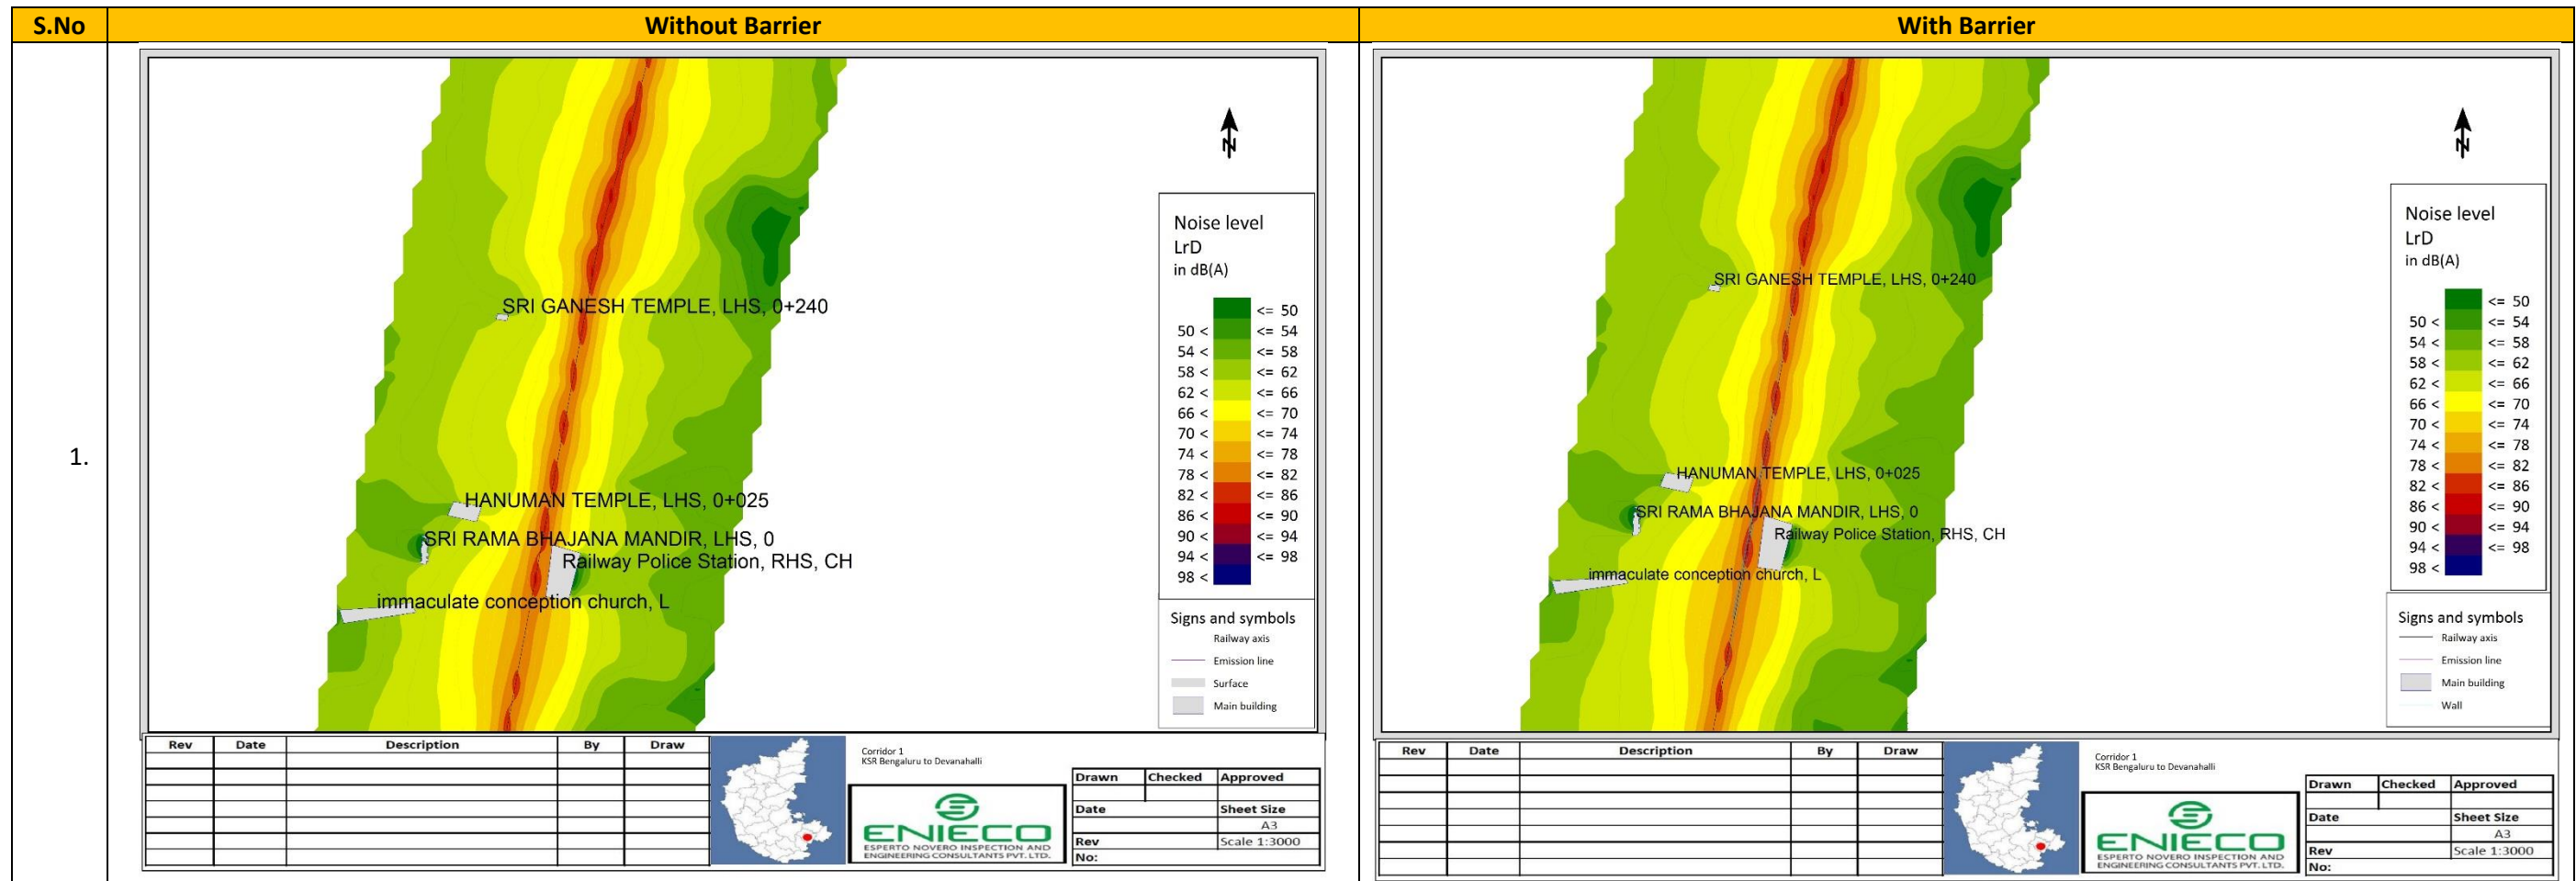 S.No Without Barrier With Barrier
1.
SRI GANESH TEMPLE, LHS, 0+240
HANUMAN TEMPLE, LHS, 0+025
SRI RAMA BHAJANA MANDIR, LHS, 0
Railway Police Station, RHS, CH
immaculate conception church, L
N
Noise level
LrD
in dB(A)
<= 50
50 < <= 54
54 < <= 58
58 < <= 62
62 < <= 66
66 < <= 70
70 < <= 74
74 < <= 78
78 < <= 82
82 < <= 86
86 < <= 90
90 < <= 94
94 < <= 98
98 <
Signs and symbols
Railway axis
Emission line
Surface
Main building
Rev Date Description By Draw
Corridor 1
KSR Bengaluru to Devanahalli
ENIECO
ESPERTO NOVERO INSPECTION AND
ENGINEERING CONSULTANTS PVT. LTD.
Drawn Checked Approved
Date Sheet Size
A3
Rev Scale 1:3000
No:
SRI GANESH TEMPLE, LHS, 0+240
HANUMAN TEMPLE, LHS, 0+025
SRI RAMA BHAJANA MANDIR, LHS, 0
Railway Police Station, RHS, CH
immaculate conception church, L
N
Noise level
LrD
in dB(A)
<= 50
50 < <= 54
54 < <= 58
58 < <= 62
62 < <= 66
66 < <= 70
70 < <= 74
74 < <= 78
78 < <= 82
82 < <= 86
86 < <= 90
90 < <= 94
94 < <= 98
98 <
Signs and symbols
Railway axis
Emission line
Main building
Wall
Rev Date Description By Draw
Corridor 1
KSR Bengaluru to Devanahalli
ENIECO
ESPERTO NOVERO INSPECTION AND
ENGINEERING CONSULTANTS PVT. LTD.
Drawn Checked Approved
Date Sheet Size
A3
Rev Scale 1:3000
No: